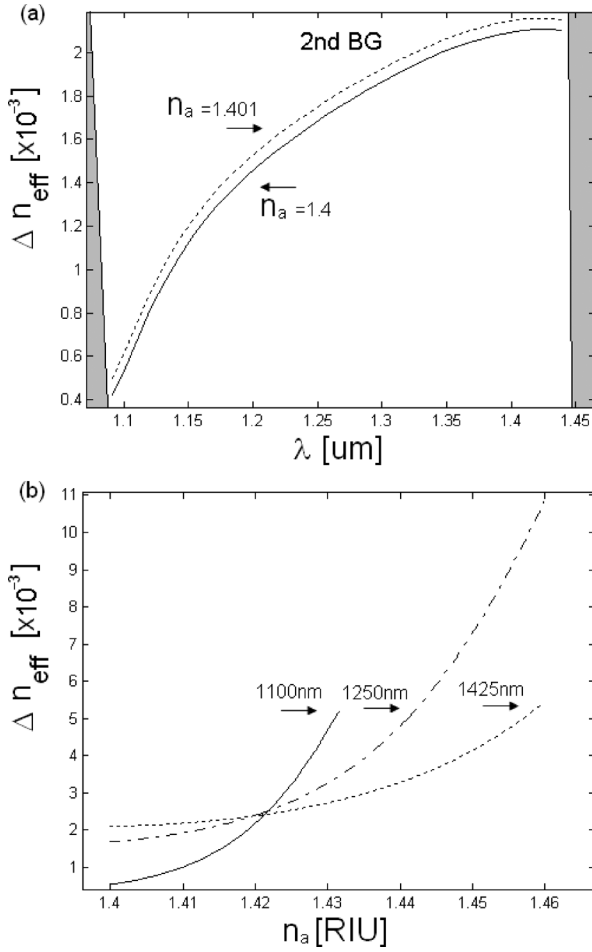 (a)
2nd BG
n_a =1.401
n_a =1.4
Δ n_eff [x10^-3]
2
1.8
1.6
1.4
1.2
1
0.8
0.6
0.4
1.1
1.15
1.2
1.25
1.3
1.35
1.4
1.45
λ [um]
(b)
Δ n_eff [x10^-3]
11
10
9
8
7
6
5
4
3
2
1
1100nm
1250nm
1425nm
1.4
1.41
1.42
1.43
1.44
1.45
1.46
n_a [RIU]